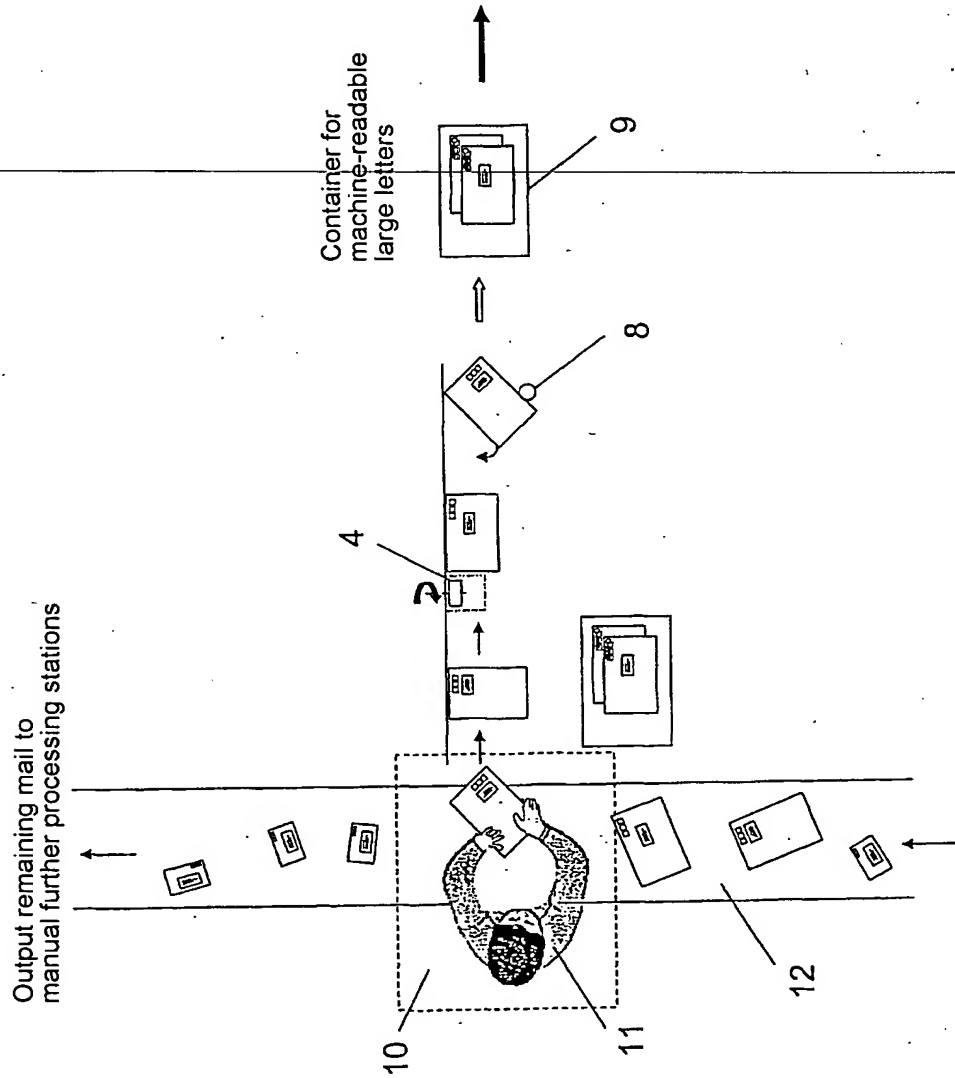 Output remaining mail to
manual further processing stations
Container for
machine-readable
large letters
4
8
9
10
11
12